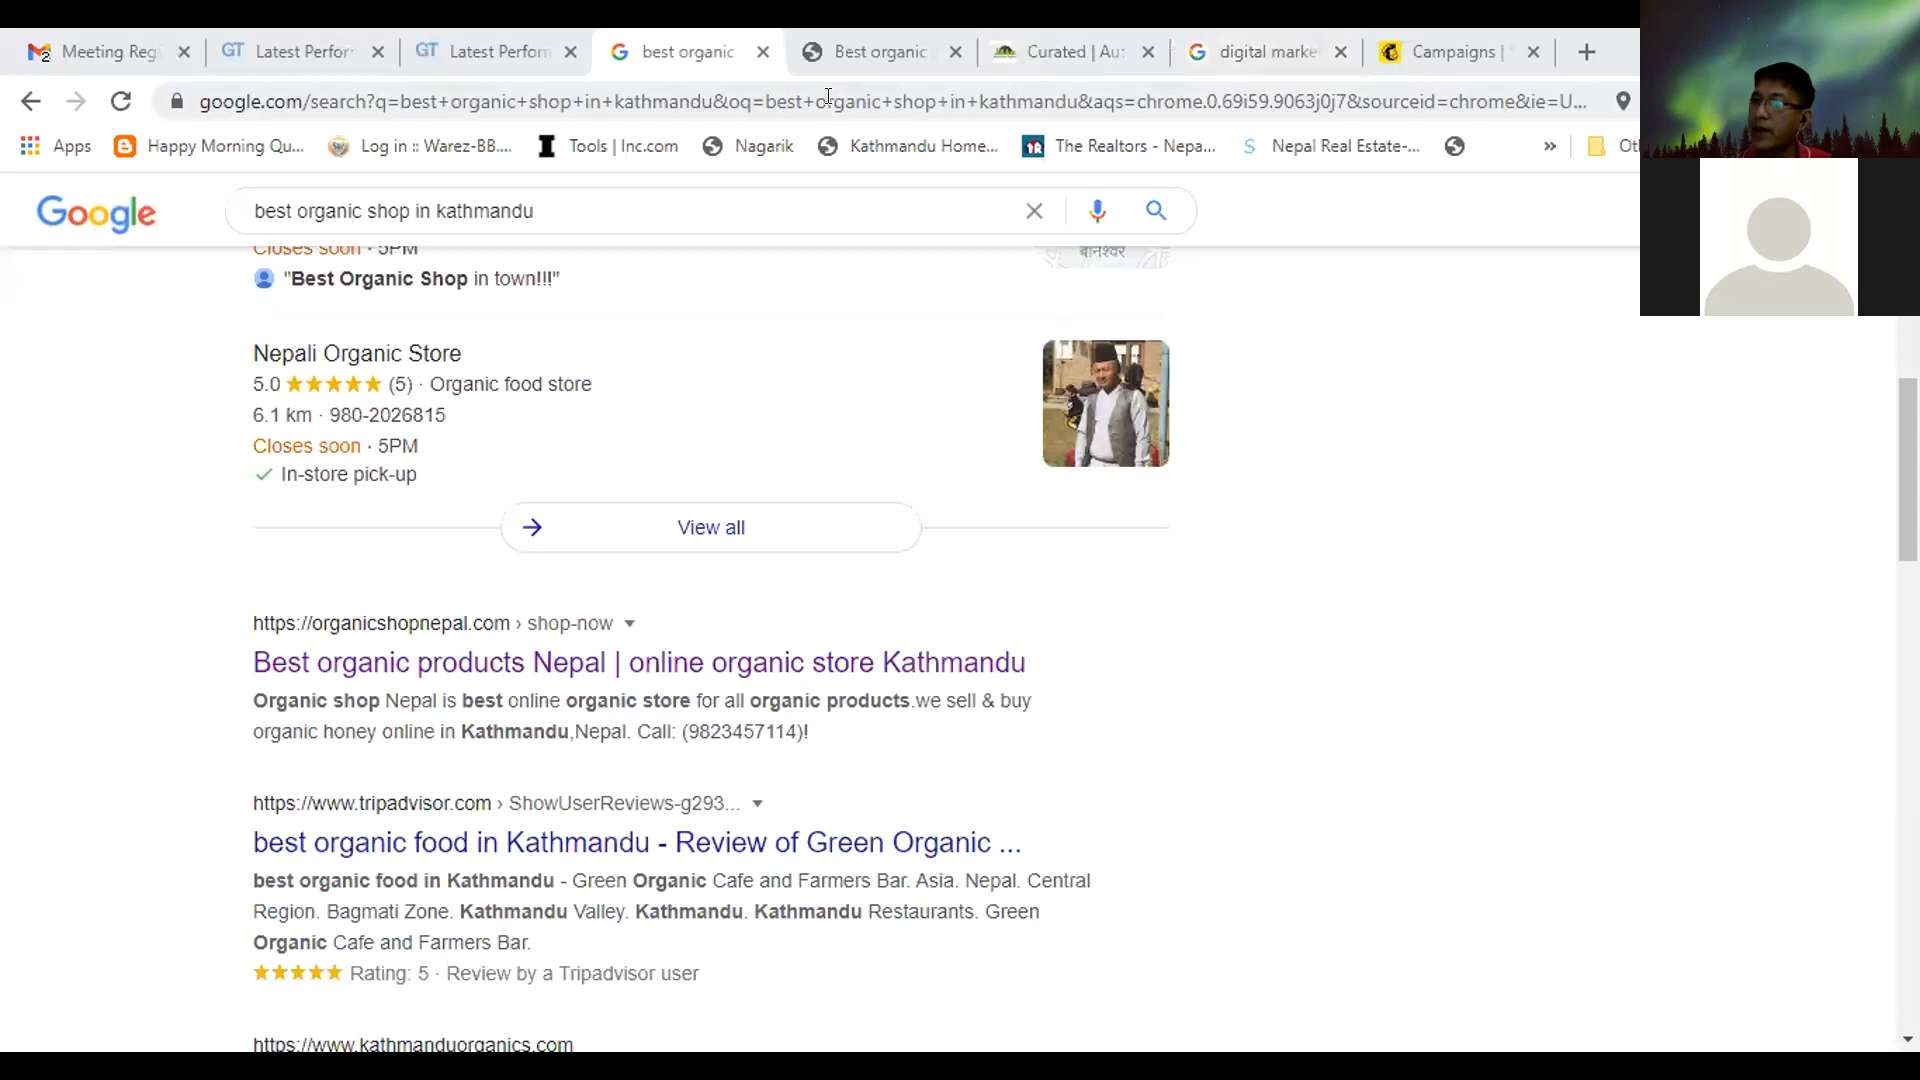 Meeting Reg
GT Latest Perfor
GT Latest Perform
best organic
Best organic
Curated | Au
digital marke
Campaigns |
google.com/search?q=best+organic+shop+in+kathmandu&oq=best+organic+shop+in+kathmandu&aqs=chrome.0.69i59.9063j0j7&sourceid=chrome&ie=U...
Apps
Happy Morning Qu...
Log in :: Warez-BB....
Tools | Inc.com
Nagarik
Kathmandu Home...
The Realtors - Nepa...
Nepal Real Estate-...
»
Ot
Google
best organic shop in kathmandu
Closes soon · 5PM
बानेश्वर
"Best Organic Shop in town!!!"
Nepali Organic Store
5.0 ★★★★★ (5) · Organic food store
6.1 km · 980-2026815
Closes soon · 5PM
✓ In-store pick-up
→ View all
https://organicshopnepal.com › shop-now ▼
Best organic products Nepal | online organic store Kathmandu
Organic shop Nepal is best online organic store for all organic products.we sell & buy
organic honey online in Kathmandu,Nepal. Call: (9823457114)!
https://www.tripadvisor.com › ShowUserReviews-g293... ▼
best organic food in Kathmandu - Review of Green Organic ...
best organic food in Kathmandu - Green Organic Cafe and Farmers Bar. Asia. Nepal. Central
Region. Bagmati Zone. Kathmandu Valley. Kathmandu. Kathmandu Restaurants. Green
Organic Cafe and Farmers Bar.
★★★★★ Rating: 5 · Review by a Tripadvisor user
https://www.kathmanduorganics.com